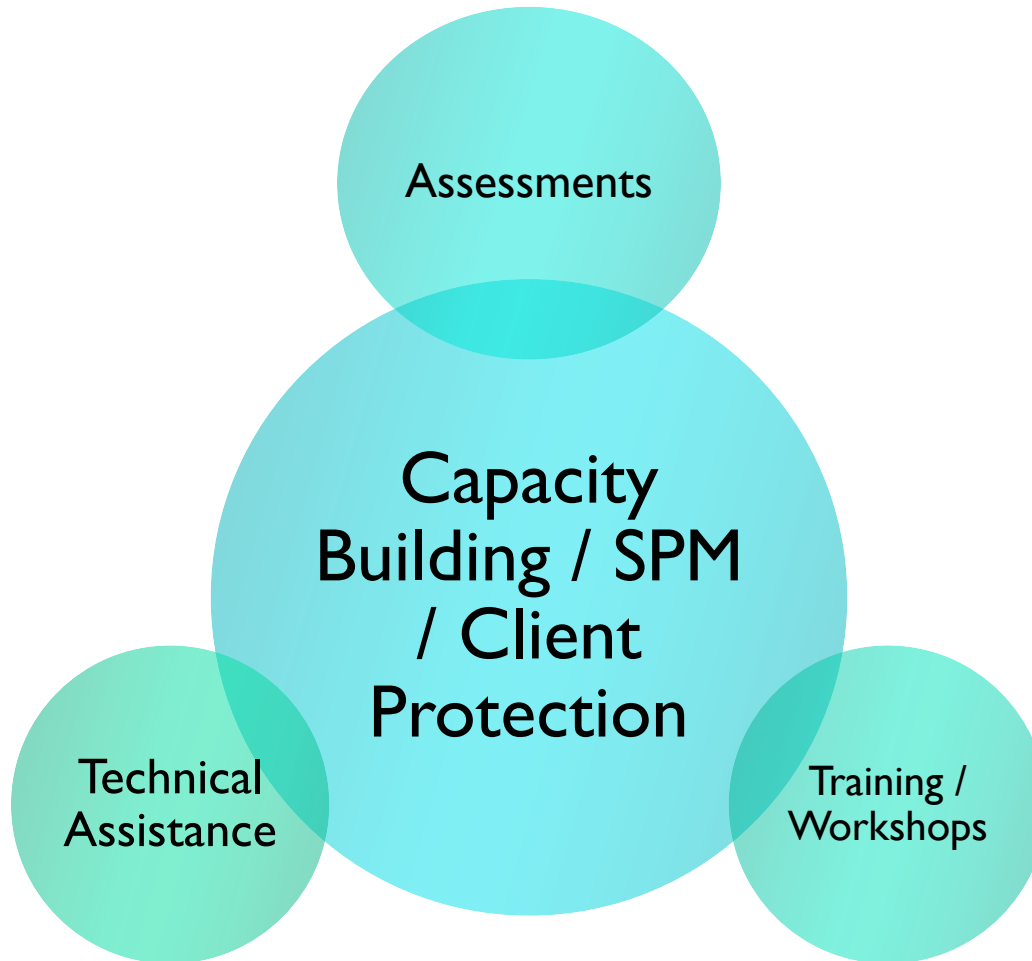 Assessments
Capacity
Building / SPM
/ Client
Protection
Technical
Assistance
Training /
Workshops